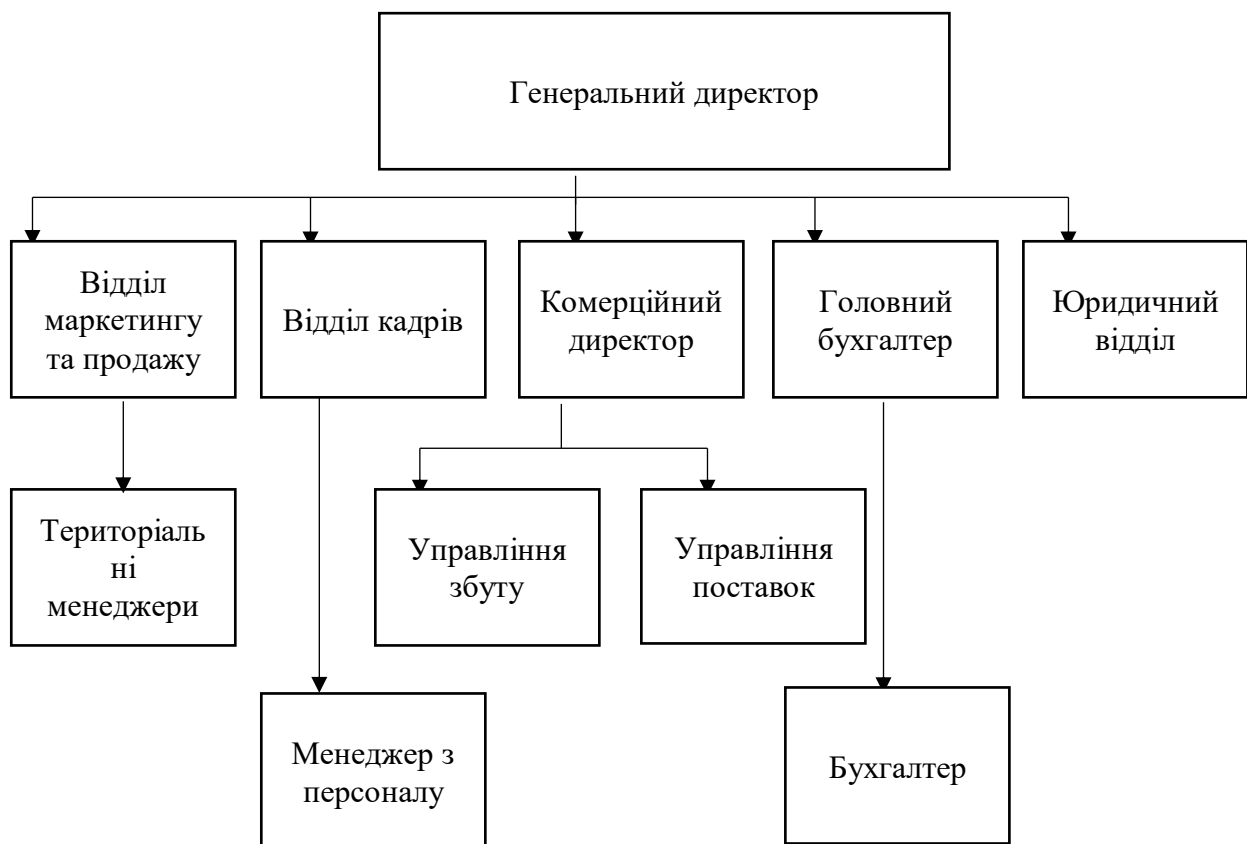 Генеральний директор
Відділ
маркетингу
та продажу
Відділ кадрів
Комерційний
директор
Головний
бухгалтер
Юридичний
відділ
Територіаль
ні
менеджери
Управління
збуту
Управління
поставок
Менеджер з
персоналу
Бухгалтер